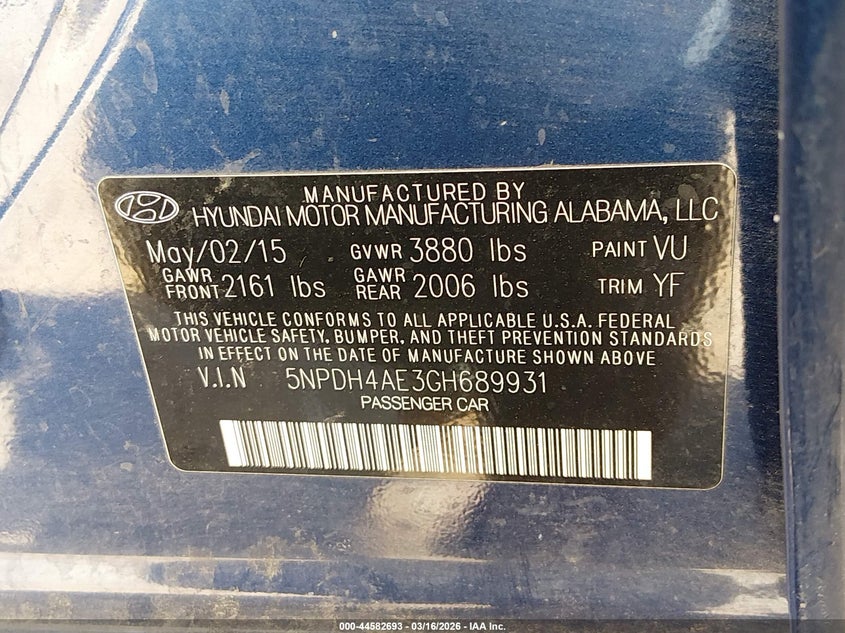 MANUFACTURED BY
HYUNDAI MOTOR MANUFACTURING ALABAMA, LLC
May/02/15 GVWR 3880 lbs PAINT VU
GAWR FRONT 2161 lbs GAWR REAR 2006 lbs TRIM YF
THIS VEHICLE CONFORMS TO ALL APPLICABLE U.S.A. FEDERAL
MOTOR VEHICLE SAFETY, BUMPER, AND THEFT PREVENTION STANDARDS
IN EFFECT ON THE DATE OF MANUFACTURE SHOWN ABOVE
V.I.N 5NPDH4AE3GH689931
PASSENGER CAR
000-44582693 - 03/16/2026 - IAA Inc.